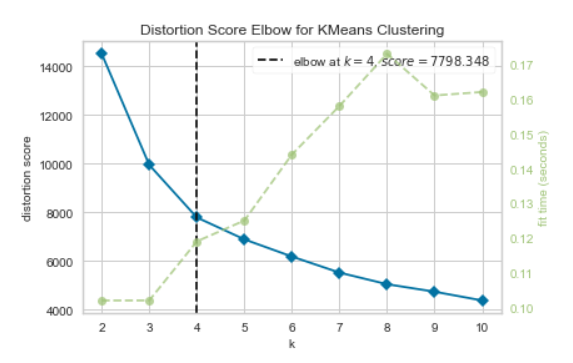 Distortion Score Elbow for KMeans Clustering
elbow at k = 4, score = 7798.348
14000
12000
10000
8000
6000
4000
distortion score
0.17
0.16
0.15
0.14
0.13
0.12
0.11
0.10
fit time (seconds)
2 3 4 5 6 7 8 9 10
k